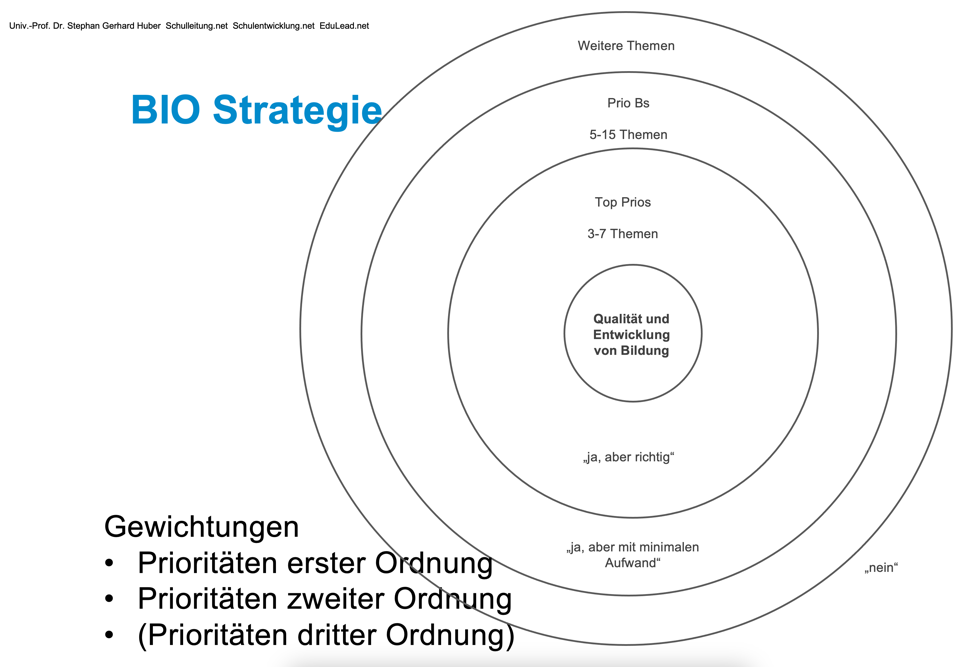 Univ.-Prof. Dr. Stephan Gerhard Huber  Schulleitung.net  Schulentwicklung.net  EduLead.net
BIO Strategie
Weitere Themen
Prio Bs
5-15 Themen
Top Prios
3-7 Themen
Qualität und
Entwicklung
von Bildung
„ja, aber richtig“
„ja, aber mit minimalen
Aufwand“
„nein“
Gewichtungen
• Prioritäten erster Ordnung
• Prioritäten zweiter Ordnung
• (Prioritäten dritter Ordnung)